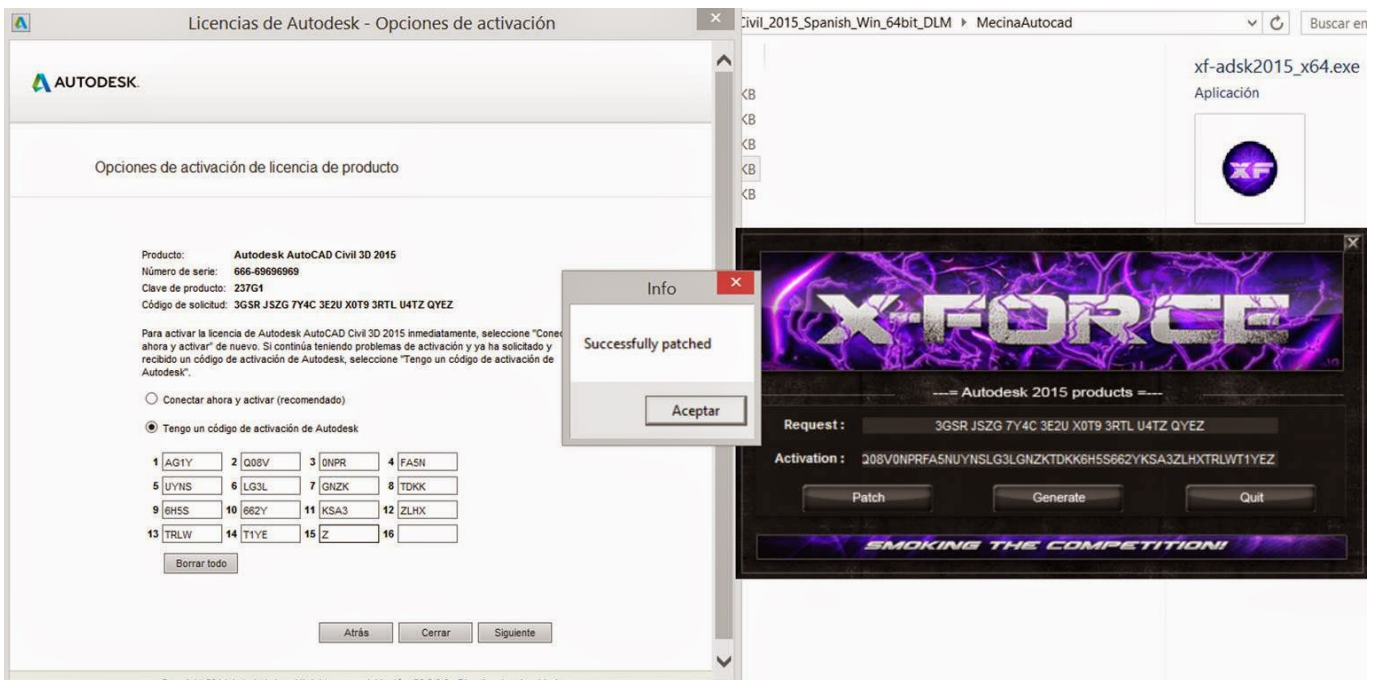 Licencias de Autodesk - Opciones de activación
AUTODESK.
Opciones de activación de licencia de producto
Producto: Autodesk AutoCAD Civil 3D 2015
Número de serie: 666-69696969
Clave de producto: 237G1
Código de solicitud: 3GSR JSZG 7Y4C 3E2U X0T9 3RTL U4TZ QYEZ
Para activar la licencia de Autodesk AutoCAD Civil 3D 2015 inmediatamente, seleccione "Conec
ahora y activar" de nuevo. Si continúa teniendo problemas de activación y ya ha solicitado y
recibido un código de activación de Autodesk, seleccione "Tengo un código de activación de
Autodesk".
Conectar ahora y activar (recomendado)
Tengo un código de activación de Autodesk
1 AG1Y 2 Q08V 3 0NPR 4 FA5N
5 UYNS 6 LG3L 7 GNZK 8 TDKK
9 6H5S 10 662Y 11 KSA3 12 ZLHX
13 TRLW 14 T1YE 15 Z 16
Borrar todo
Atrás Cerrar Siguiente
Info
Successfully patched
Aceptar
Civil_2015_Spanish_Win_64bit_DLM MecinaAutocad
Buscar en
KB
KB
KB
KB
KB
xf-adsk2015_x64.exe
Aplicación
XF
X-FORCE
---= Autodesk 2015 products =---
Request : 3GSR JSZG 7Y4C 3E2U X0T9 3RTL U4TZ QYEZ
Activation : Q08V0NPRFA5NUYNSLG3LGNZKTDKK6H5S662YKSA3ZLHXTRLWT1YEZ
Patch Generate Quit
SMOKING THE COMPETITION!